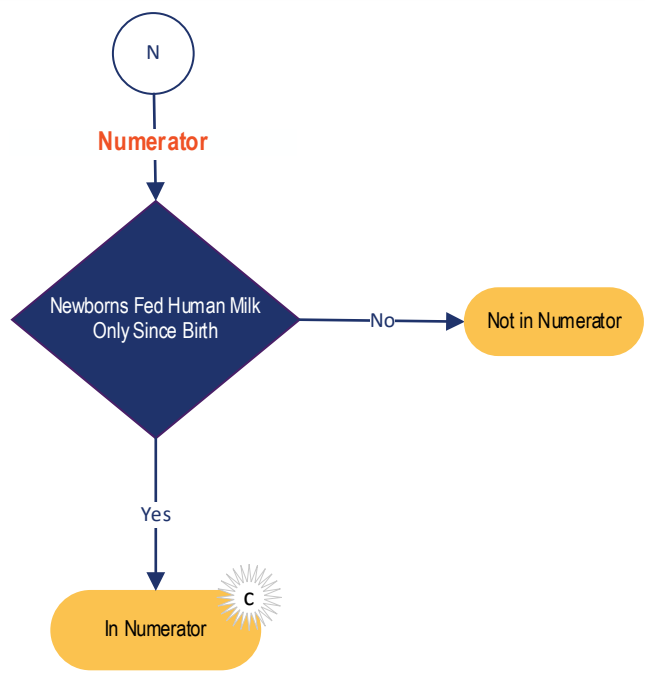 N
Numerator
Newborns Fed Human Milk
Only Since Birth
No
Not in Numerator
Yes
c
In Numerator